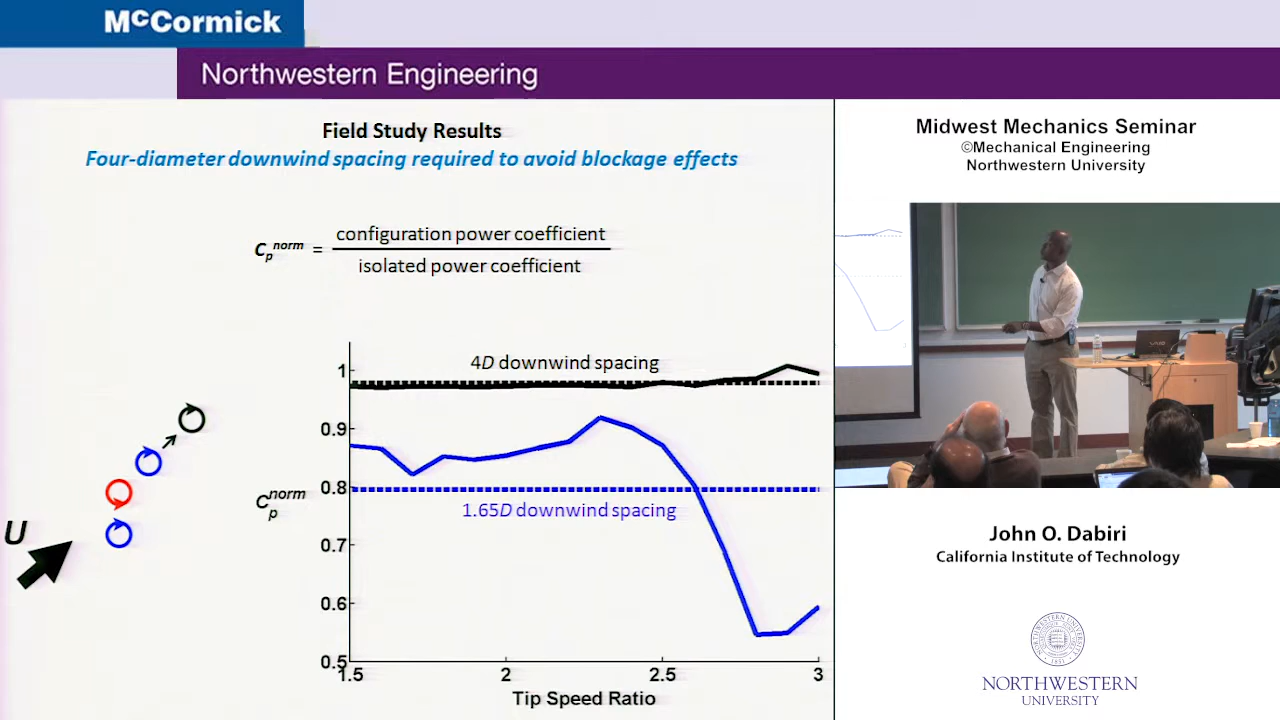 McCormick
Northwestern Engineering
Field Study Results
Four-diameter downwind spacing required to avoid blockage effects
Cp^norm = configuration power coefficient
isolated power coefficient
1
4D downwind spacing
0.9
0.8
Cp^norm
1.65D downwind spacing
0.7
0.6
0.5
1.5
2
2.5
3
Tip Speed Ratio
U
Midwest Mechanics Seminar
©Mechanical Engineering
Northwestern University
VAIO
John O. Dabiri
California Institute of Technology
NORTHWESTERN
UNIVERSITY